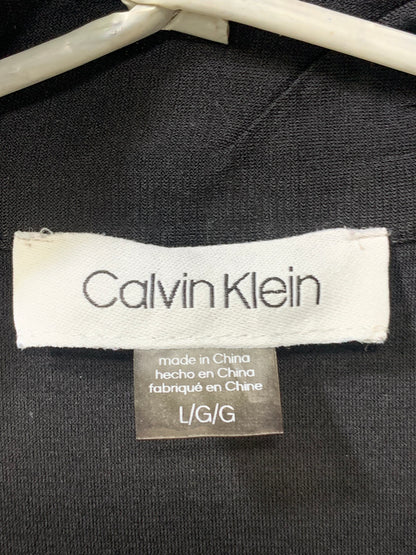 Calvin Klein
made in China
hecho en China
fabriqué en Chine
L/G/G